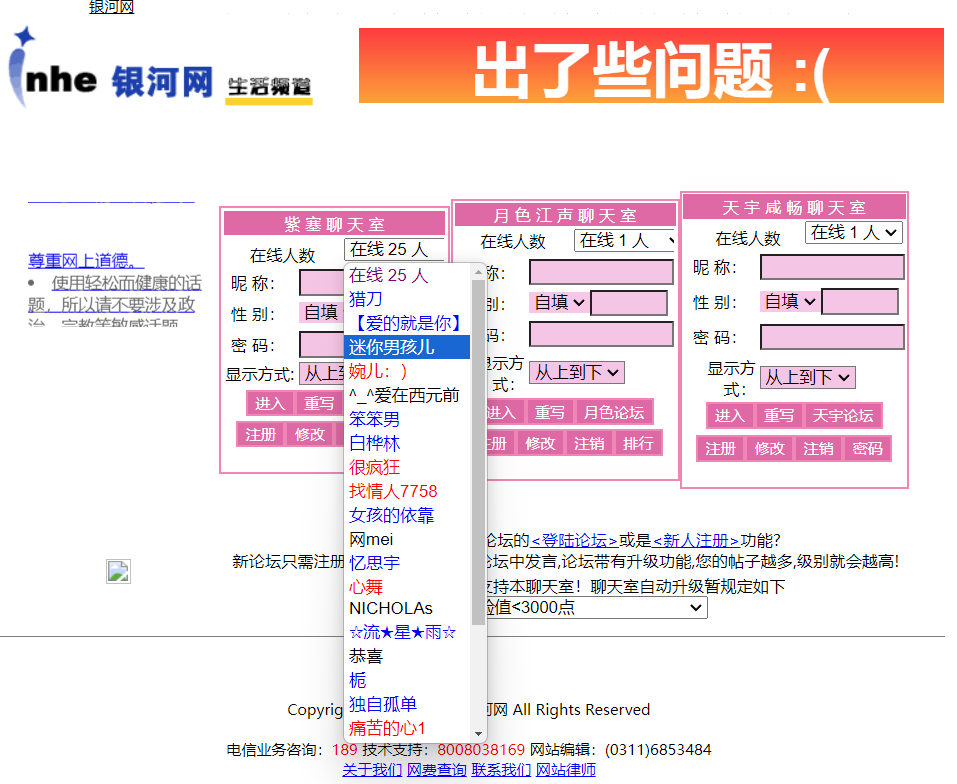 银河网
inhe 银河网 生活频道
出了些问题 :(
尊重网上道德。
使用轻松而健康的话
题，所以请不要涉及政
治、宗教等敏感话题
紫塞聊天室
在线人数 在线 25 人
昵 称：
性 别： 自填
密 码：
显示方式: 从上到
进入 重写
注册 修改
在线 25 人
猎刀
【爱的就是你】
迷你男孩儿
婉儿：)
^_^爱在西元前
笨笨男
白桦林
很疯狂
找情人7758
女孩的依靠
网mei
忆思宇
心舞
NICHOLAs
☆流★星★雨☆
恭喜
栀
独自孤单
痛苦的心1
月色江声聊天室
在线人数 在线 1 人
称：
别： 自填
码：
显示方式： 从上到下
进入 重写 月色论坛
册 修改 注销 排行
天宇咸畅聊天室
在线人数 在线 1 人
昵 称：
性 别： 自填
密 码：
显示方式： 从上到下
进入 重写 天宇论坛
注册 修改 注销 密码
论坛的<登陆论坛>或是<新人注册>功能?
新论坛只需注册 论坛中发言,论坛带有升级功能,您的帖子越多,级别就会越高!
支持本聊天室！聊天室自动升级暂规定如下
验值<3000点
Copyrig 河网 All Rights Reserved
电信业务咨询：189 技术支持：8008038169 网站编辑：(0311)6853484
关于我们 网费查询 联系我们 网站律师